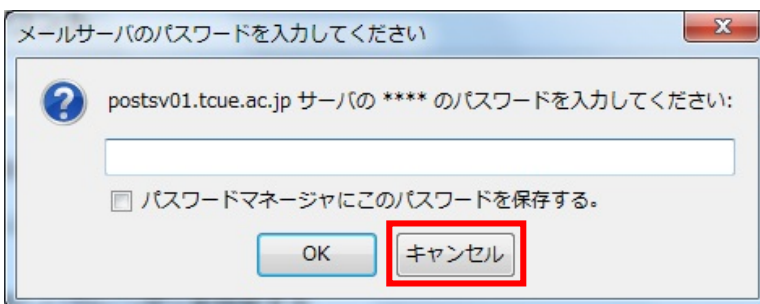 メールサーバのパスワードを入力してください
postsv01.tcue.ac.jp サーバの **** のパスワードを入力してください:
パスワードマネージャにこのパスワードを保存する。
OK キャンセル